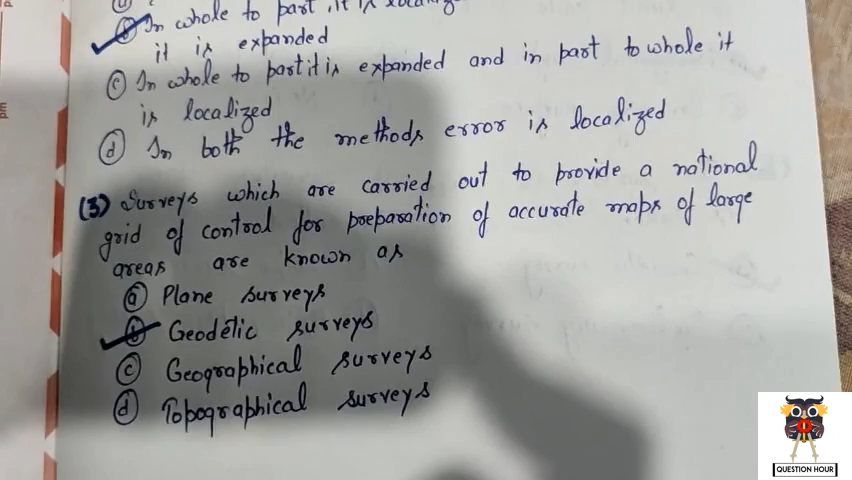 ⓑ In whole to part, it is
it is expanded
ⓒ In whole to part it is expanded and in part to whole it
is localized
ⓓ In both the methods error is localized
(3) Surveys which are carried out to provide a national
grid of control for preparation of accurate maps of large
areas are known as
ⓐ Plane surveys
ⓑ Geodetic surveys
ⓒ Geographical surveys
ⓓ Topographical surveys
QUESTION HOUR